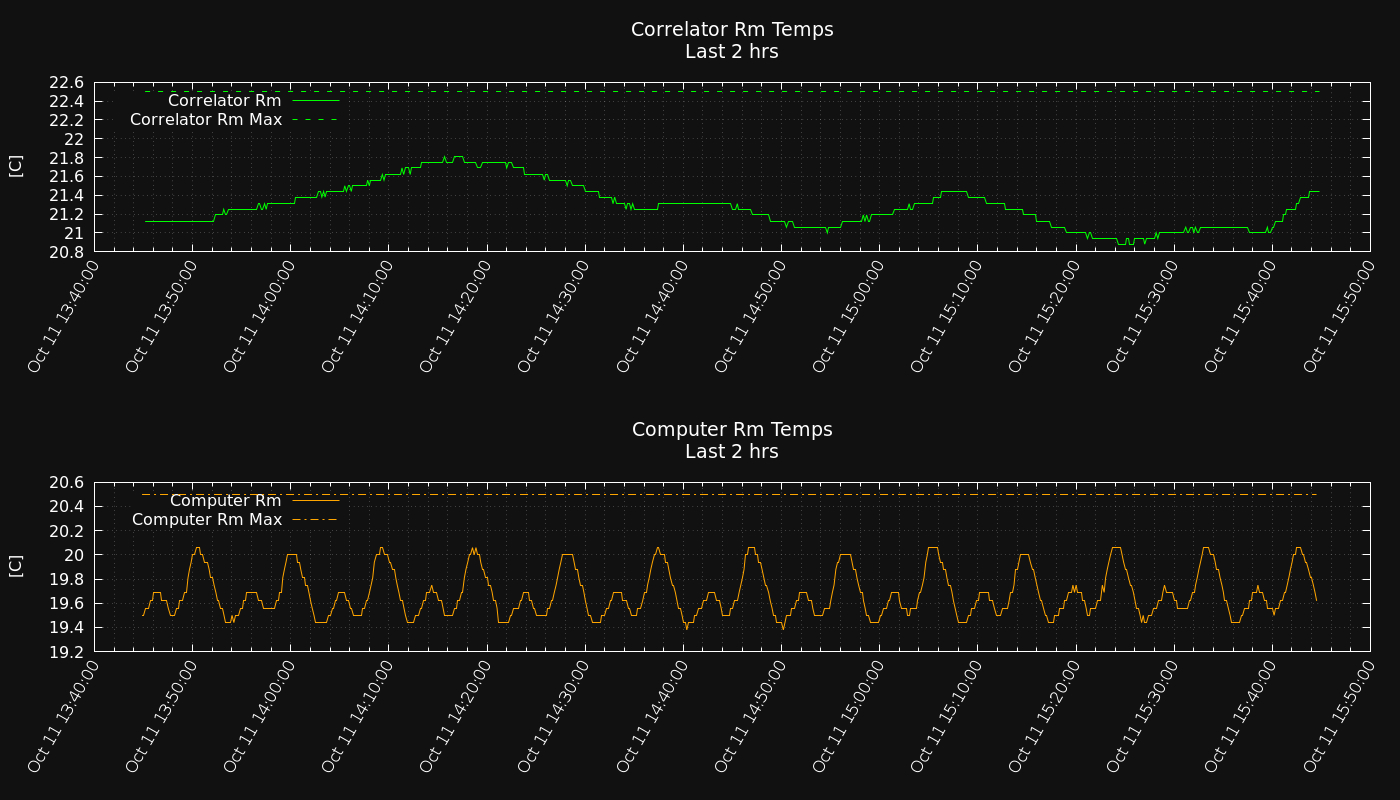 Correlator Rm Temps
Last 2 hrs
22.6
22.4
22.2
22
21.8
21.6
21.4
21.2
21
20.8
[C]
Correlator Rm
Correlator Rm Max
Oct 11 13:40:00
Oct 11 13:50:00
Oct 11 14:00:00
Oct 11 14:10:00
Oct 11 14:20:00
Oct 11 14:30:00
Oct 11 14:40:00
Oct 11 14:50:00
Oct 11 15:00:00
Oct 11 15:10:00
Oct 11 15:20:00
Oct 11 15:30:00
Oct 11 15:40:00
Oct 11 15:50:00
Computer Rm Temps
Last 2 hrs
20.6
20.4
20.2
20
19.8
19.6
19.4
19.2
[C]
Computer Rm
Computer Rm Max
Oct 11 13:40:00
Oct 11 13:50:00
Oct 11 14:00:00
Oct 11 14:10:00
Oct 11 14:20:00
Oct 11 14:30:00
Oct 11 14:40:00
Oct 11 14:50:00
Oct 11 15:00:00
Oct 11 15:10:00
Oct 11 15:20:00
Oct 11 15:30:00
Oct 11 15:40:00
Oct 11 15:50:00